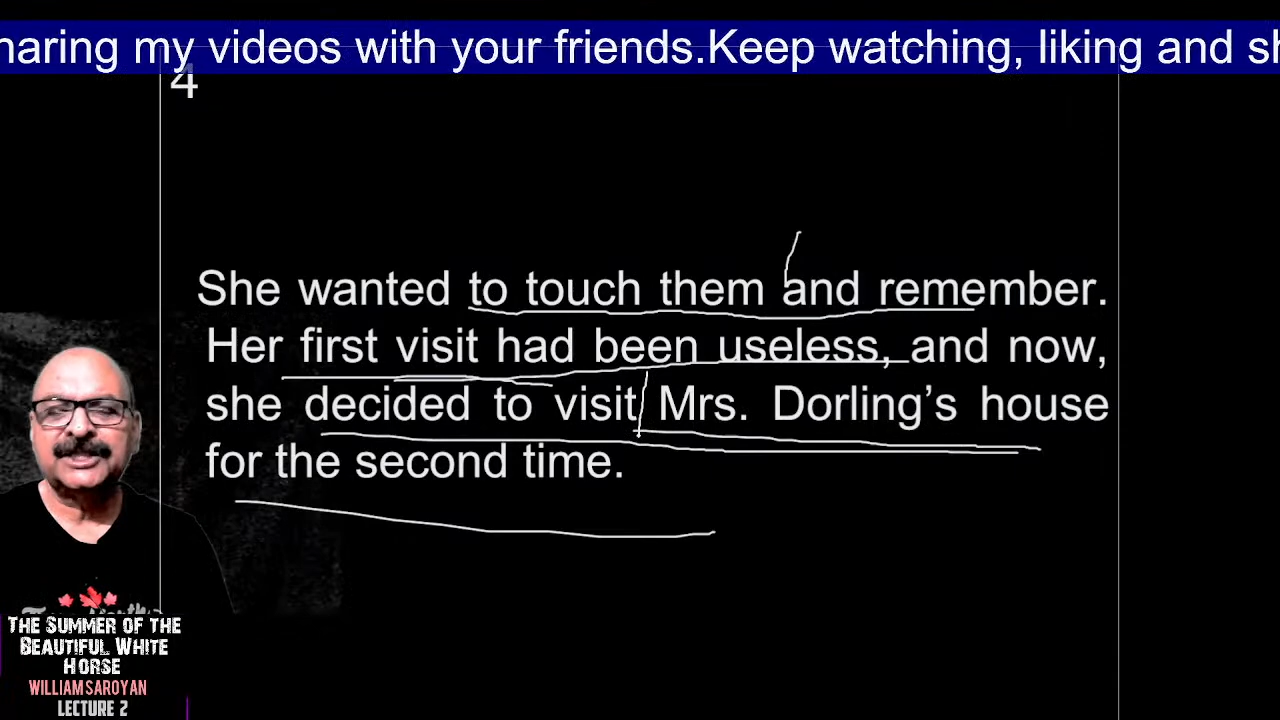 haring my videos with your friends.Keep watching, liking and sh
4
She wanted to touch them and remember.
Her first visit had been useless, and now,
she decided to visit Mrs. Dorling’s house
for the second time.
THE SUMMER OF THE
BEAUTIFUL WHITE
HORSE
WILLIAM SAROYAN
LECTURE 2